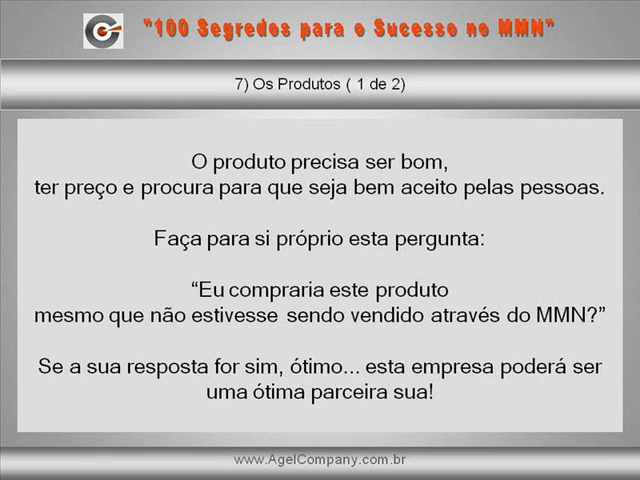 "100 Segredos para o Sucesso no MMN"
7) Os Produtos ( 1 de 2)
O produto precisa ser bom,
ter preço e procura para que seja bem aceito pelas pessoas.
Faça para si próprio esta pergunta:
“Eu compraria este produto
mesmo que não estivesse sendo vendido através do MMN?”
Se a sua resposta for sim, ótimo... esta empresa poderá ser
uma ótima parceira sua!
www.AgelCompany.com.br